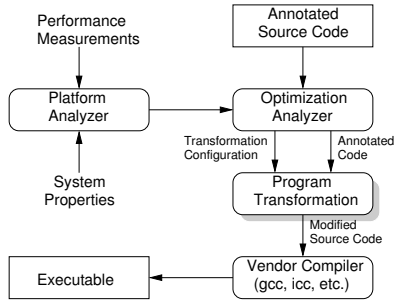 Performance
Measurements
Annotated
Source Code
Platform
Analyzer
Optimization
Analyzer
Transformation
Configuration
Annotated
Code
System
Properties
Program
Transformation
Modified
Source Code
Executable
Vendor Compiler
(gcc, icc, etc.)